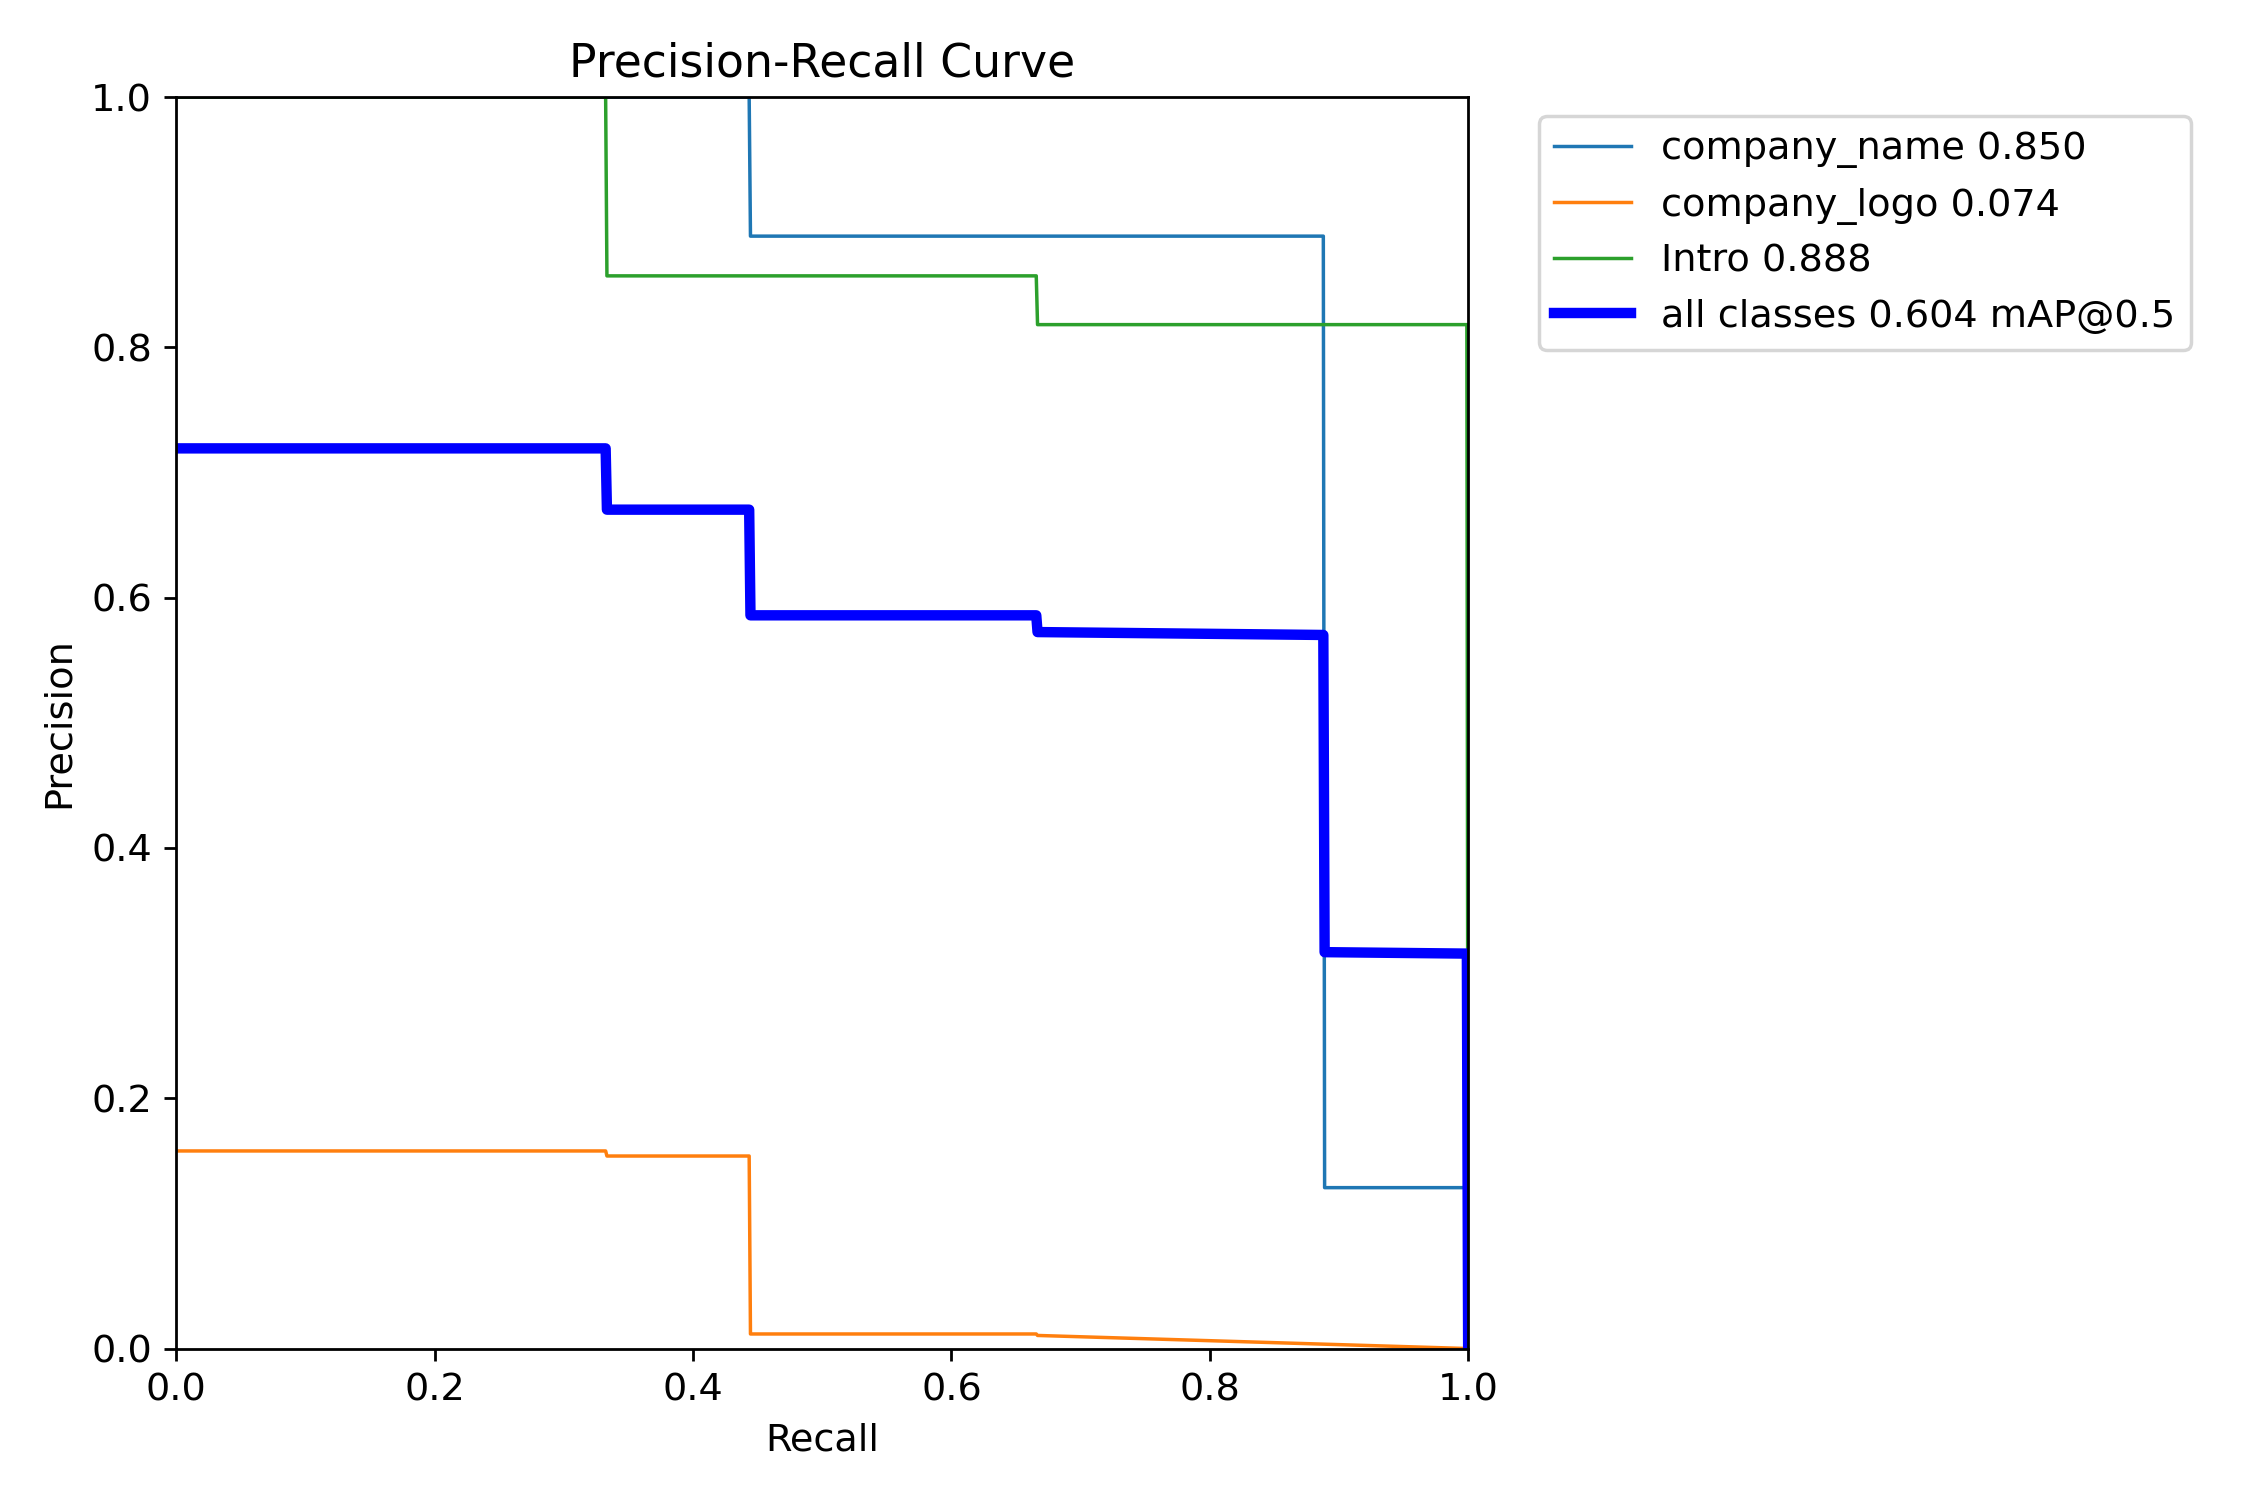 Precision-Recall Curve
company_name 0.850
company_logo 0.074
Intro 0.888
all classes 0.604 mAP@0.5
Precision
1.0
0.8
0.6
0.4
0.2
0.0
0.0 0.2 0.4 0.6 0.8 1.0
Recall